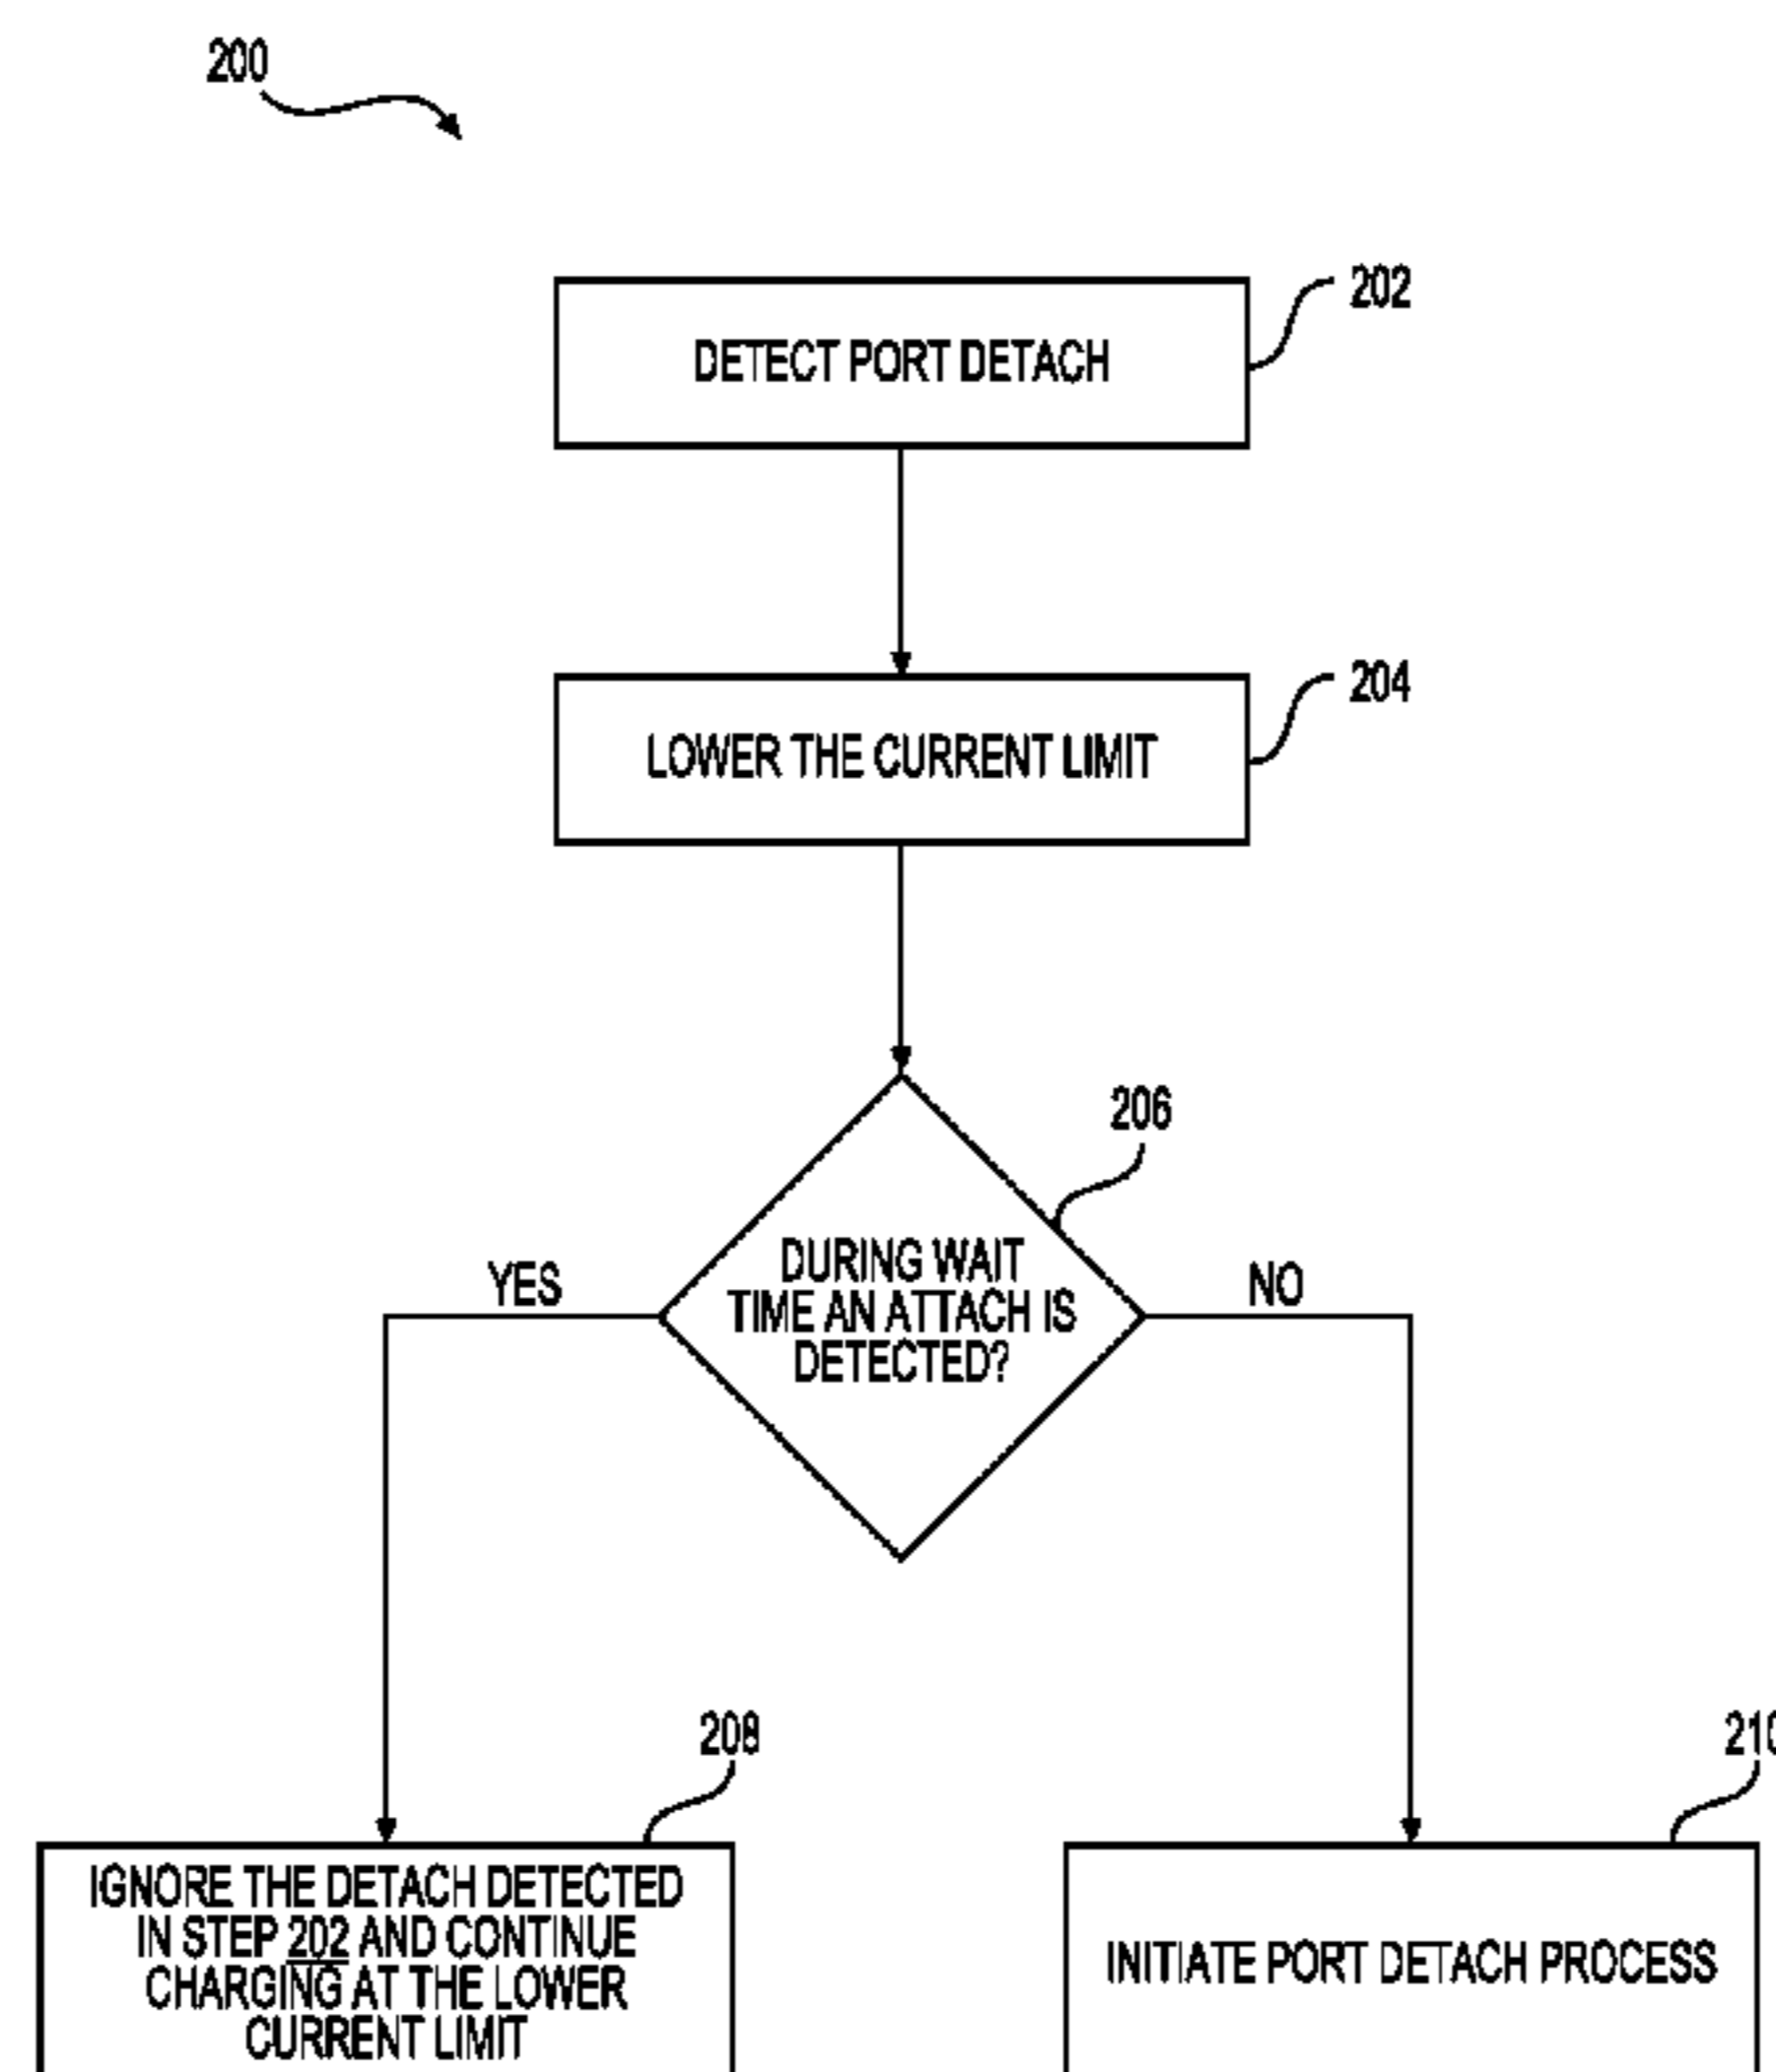 200
202
DETECT PORT DETACH
204
LOWER THE CURRENT LIMIT
206
DURING WAIT
TIME AN ATTACH IS
DETECTED?
YES
NO
208
210
IGNORE THE DETACH DETECTED
IN STEP 202 AND CONTINUE
CHARGING AT THE LOWER
CURRENT LIMIT
INITIATE PORT DETACH PROCESS